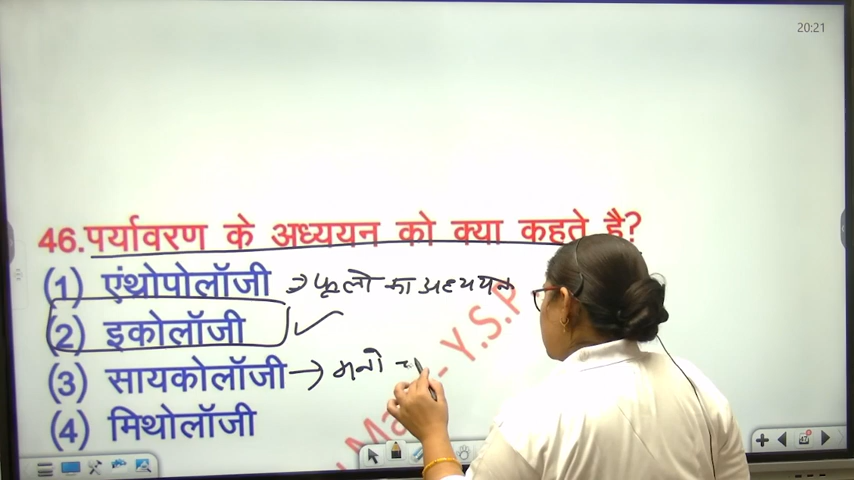 20:21
46.पर्यावरण के अध्ययन को क्या कहते है?
(1) एंथ्रोपोलॉजी → फूलो का अध्ययन
(2) इकोलॉजी ✓
(3) सायकोलॉजी → मनो
(4) मिथोलॉजी
Y.S.P